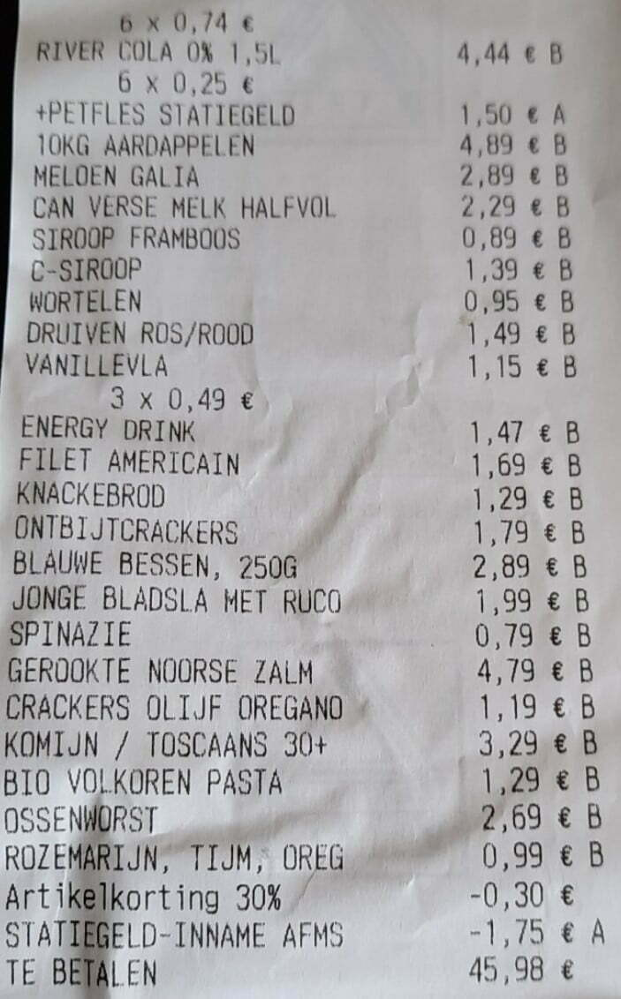 6 x 0,74 €
RIVER COLA 0% 1,5L 4,44 € B
6 x 0,25 €
+PETFLES STATIEGELD 1,50 € A
10KG AARDAPPELEN 4,89 € B
MELOEN GALIA 2,89 € B
CAN VERSE MELK HALFVOL 2,29 € B
SIROOP FRAMBOOS 0,89 € B
C-SIROOP 1,39 € B
WORTELEN 0,95 € B
DRUIVEN ROS/ROOD 1,49 € B
VANILLEVLA 1,15 € B
3 x 0,49 €
ENERGY DRINK 1,47 € B
FILET AMERICAIN 1,69 € B
KNACKEBROD 1,29 € B
ONTBIJTCRACKERS 1,79 € B
BLAUWE BESSEN, 250G 2,89 € B
JONGE BLADSLA MET RUCO 1,99 € B
SPINAZIE 0,79 € B
GEROOKTE NOORSE ZALM 4,79 € B
CRACKERS OLIJF OREGANO 1,19 € B
KOMIJN / TOSCAANS 30+ 3,29 € B
BIO VOLKOREN PASTA 1,29 € B
OSSENWORST 2,69 € B
ROZEMARIJN, TIJM, OREG 0,99 € B
Artikelkorting 30% -0,30 €
STATIEGELD-INNAME AFMS -1,75 € A
TE BETALEN 45,98 €